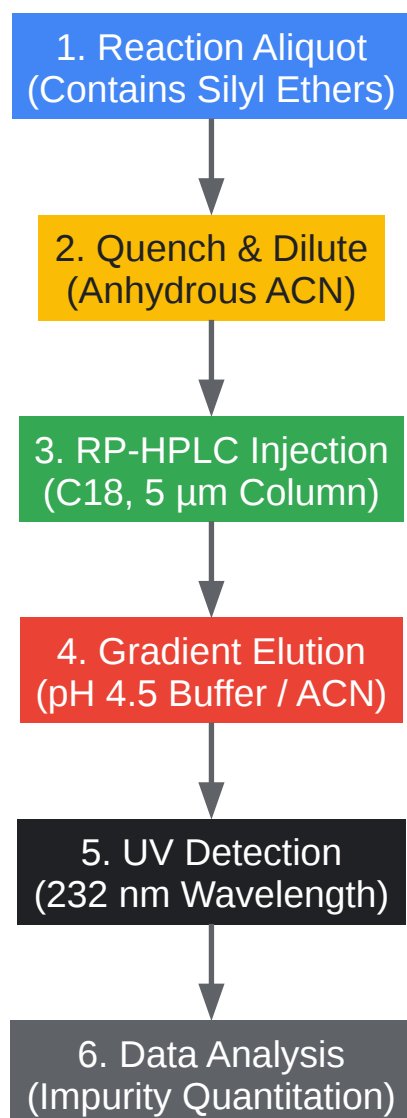 1. Reaction Aliquot
(Contains Silyl Ethers)
2. Quench & Dilute
(Anhydrous ACN)
3. RP-HPLC Injection
(C18, 5 µm Column)
4. Gradient Elution
(pH 4.5 Buffer / ACN)
5. UV Detection
(232 nm Wavelength)
6. Data Analysis
(Impurity Quantitation)